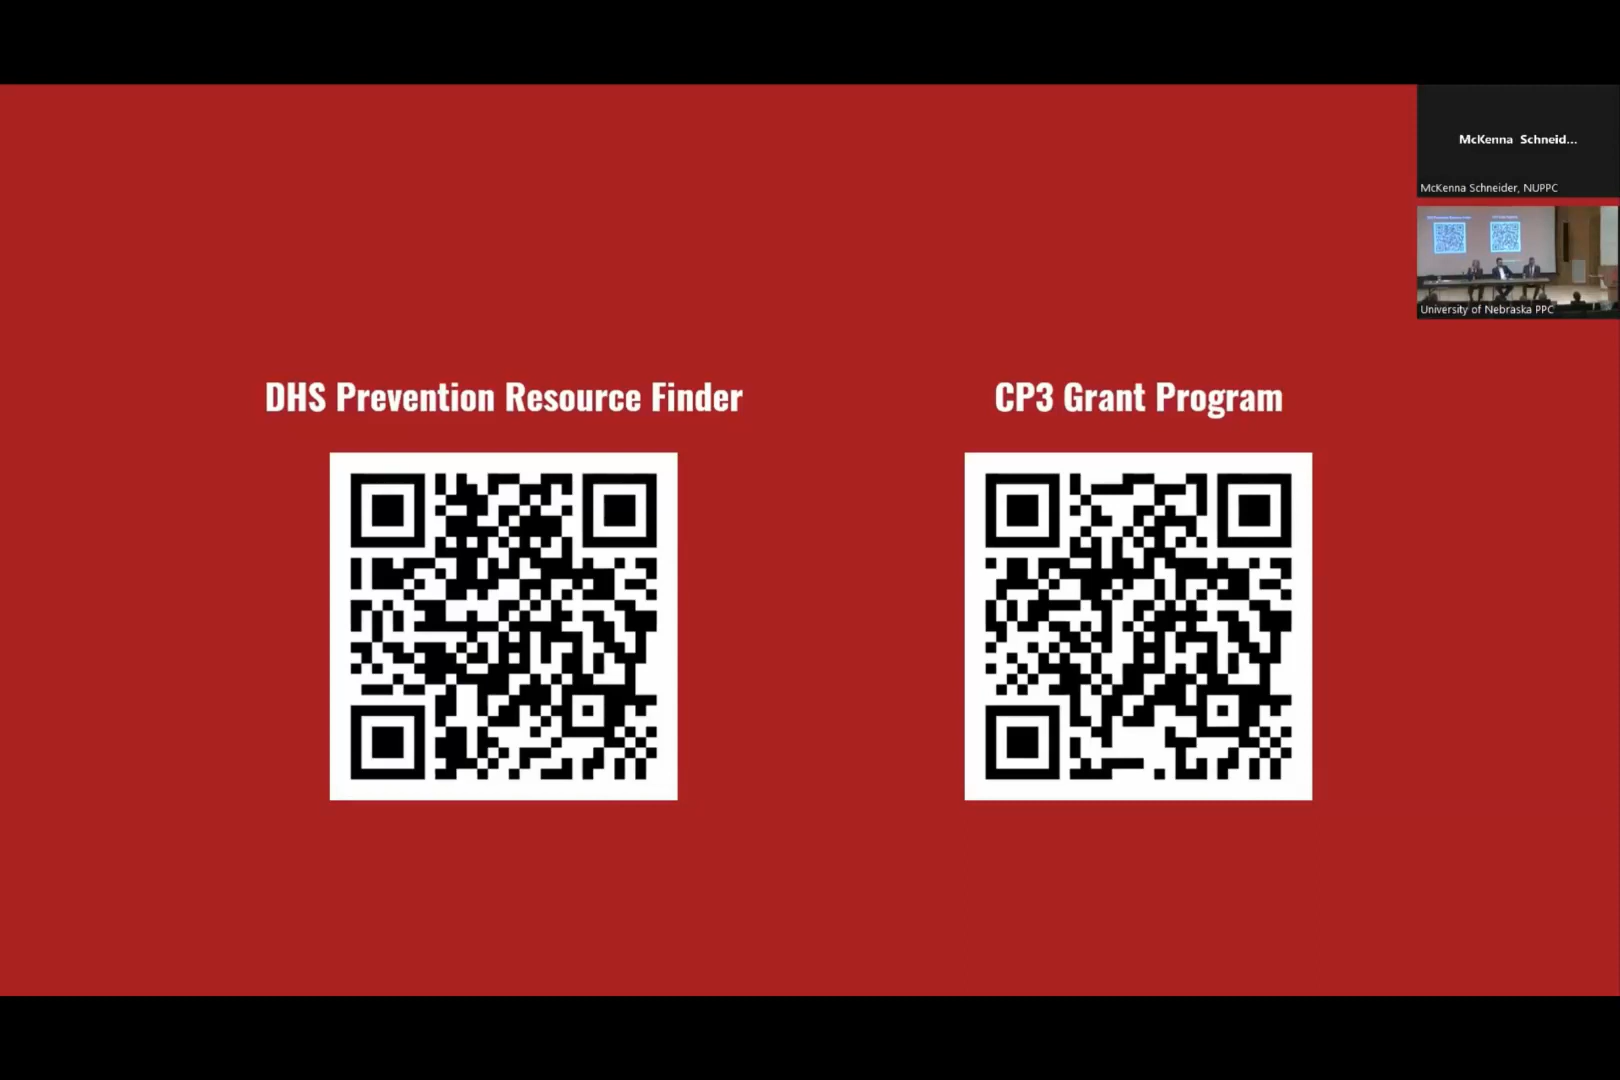 McKenna Schneid...
McKenna Schneider, NUPPC
University of Nebraska PPC
DHS Prevention Resource Finder
CP3 Grant Program